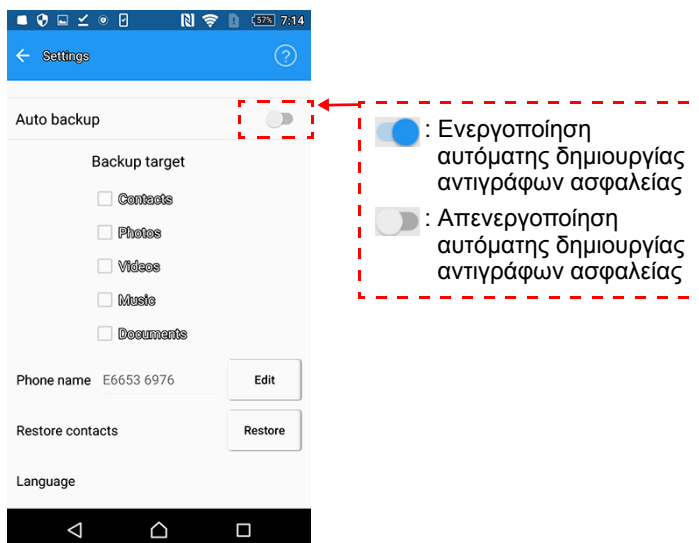 57% 7:14
Settings
Auto backup
Backup target
Contacts
Photos
Videos
Music
Documents
Phone name E6653 6976 Edit
Restore contacts Restore
Language
: Ενεργοποίηση
αυτόματης δημιουργίας
αντιγράφων ασφαλείας
: Απενεργοποίηση
αυτόματης δημιουργίας
αντιγράφων ασφαλείας